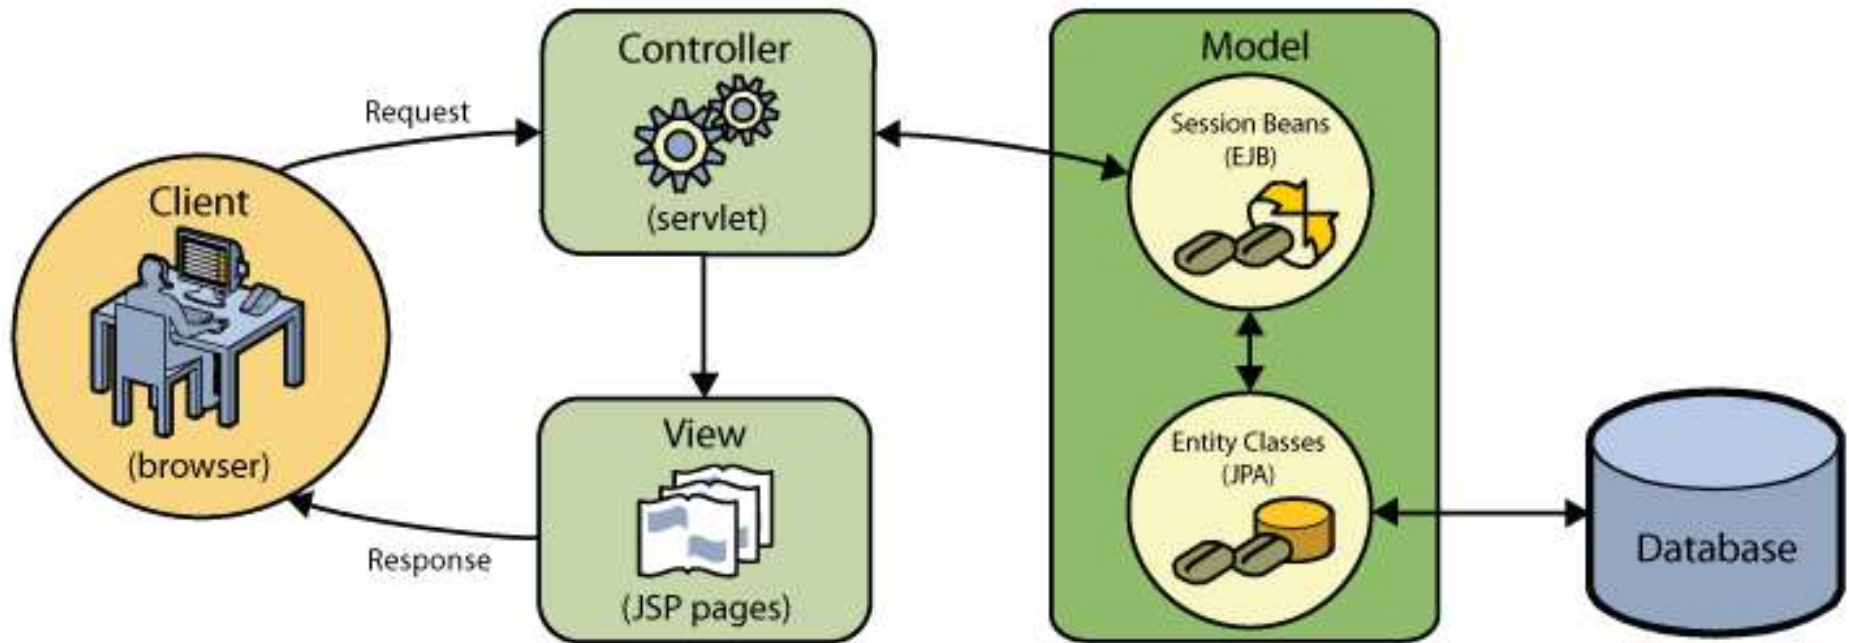 Controller
(servlet)
Model
Session Beans
(EJB)
Request
Client
(browser)
View
(JSP pages)
Entity Classes
(JPA)
Response
Database